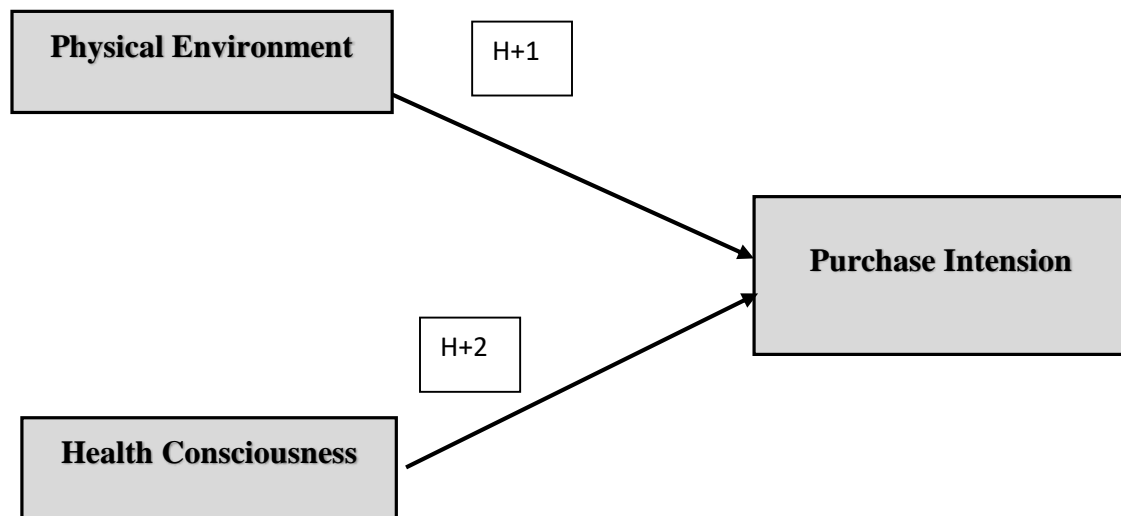 Physical Environment
H+1
Purchase Intension
H+2
Health Consciousness